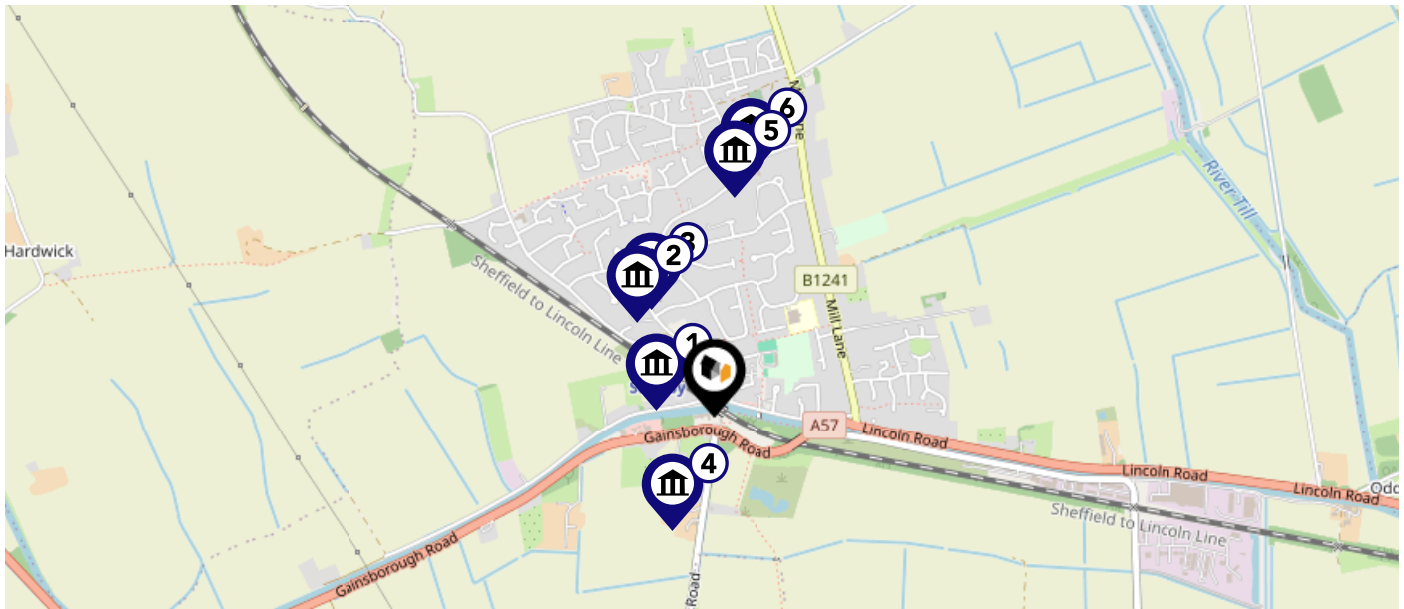 6
5
River Till
Hardwick
3
2
Sheffield to Lincoln Line
B1241
Mill Lane
1
A57
Gainsborough Road
Lincoln Road
4
Lincoln Road
Lincoln Road
Sheffield to Lincoln Line
Gainsborough Road
Road